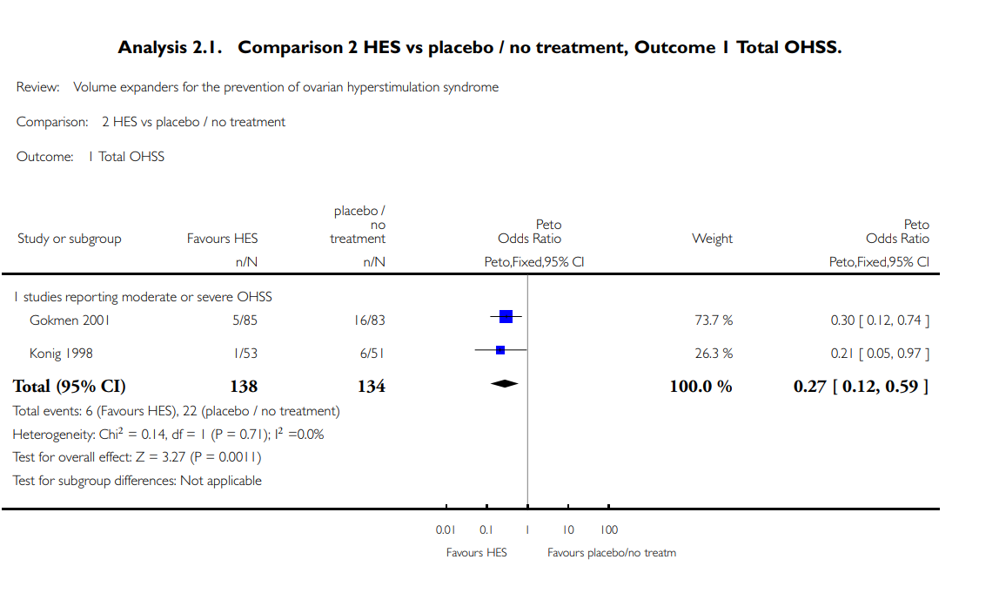 Analysis 2.1. Comparison 2 HES vs placebo / no treatment, Outcome 1 Total OHSS.
Review: Volume expanders for the prevention of ovarian hyperstimulation syndrome
Comparison: 2 HES vs placebo / no treatment
Outcome: 1 Total OHSS
placebo /
no
Peto
Peto
Study or subgroup Favours HES treatment Odds Ratio Weight Odds Ratio
n/N n/N Peto,Fixed,95% CI Peto,Fixed,95% CI
1 studies reporting moderate or severe OHSS
Gokmen 2001 5/85 16/83 73.7 % 0.30 [ 0.12, 0.74 ]
Konig 1998 1/53 6/51 26.3 % 0.21 [ 0.05, 0.97 ]
Total (95% CI) 138 134 100.0 % 0.27 [ 0.12, 0.59 ]
Total events: 6 (Favours HES), 22 (placebo / no treatment)
Heterogeneity: Chi² = 0.14, df = 1 (P = 0.71); I² =0.0%
Test for overall effect: Z = 3.27 (P = 0.0011)
Test for subgroup differences: Not applicable
0.01 0.1 1 10 100
Favours HES Favours placebo/no treatm